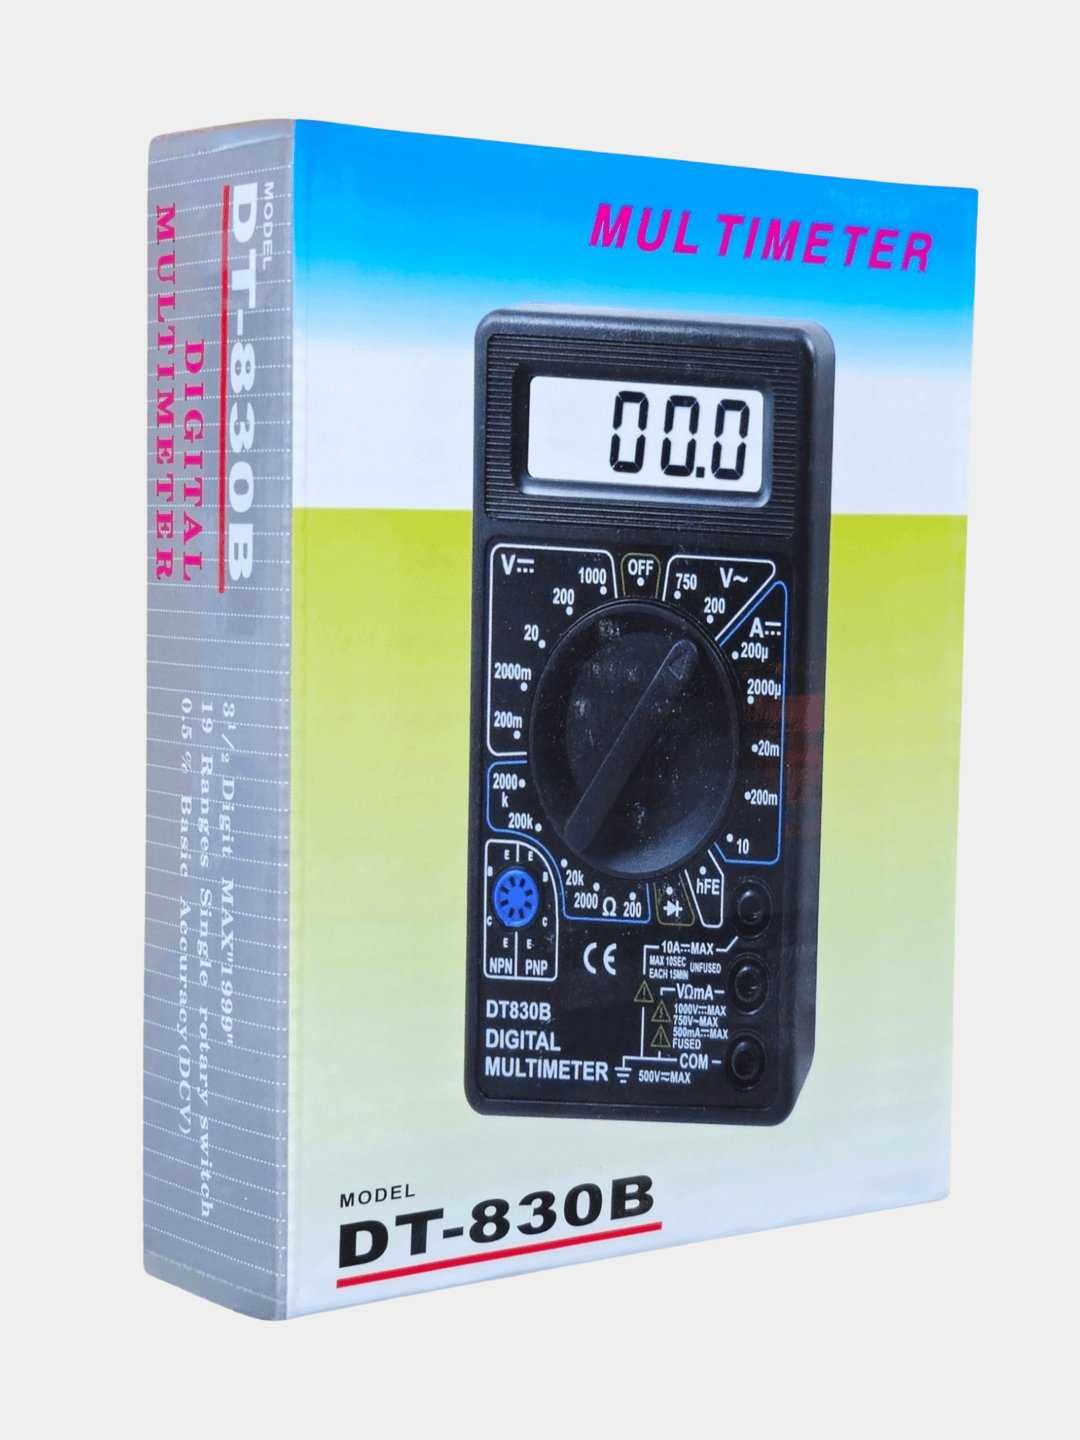 MULTIMETER
MODEL
DT-830B
DIGITAL
MULTIMETER
3 1/2 Digit MAX"1999"
19 Ranges Single rotary switch
0.5% Basic Accuracy(DCV)
00.0
OFF
V⎓
1000
200
20
2000m
200m
750
V~
200
A⎓
200µ
2000µ
20m
200m
10
2000
k
200k
20k
2000
Ω
200
hFE
E E
B B
C C
E E
NPN PNP
CE
10A⎓MAX
MAX 10SEC
EACH 15MIN
UNFUSED
VΩmA
1000V⎓MAX
750V~MAX
500mA⎓MAX
FUSED
COM
500V≂MAX
DT830B
DIGITAL
MULTIMETER
MODEL
DT-830B